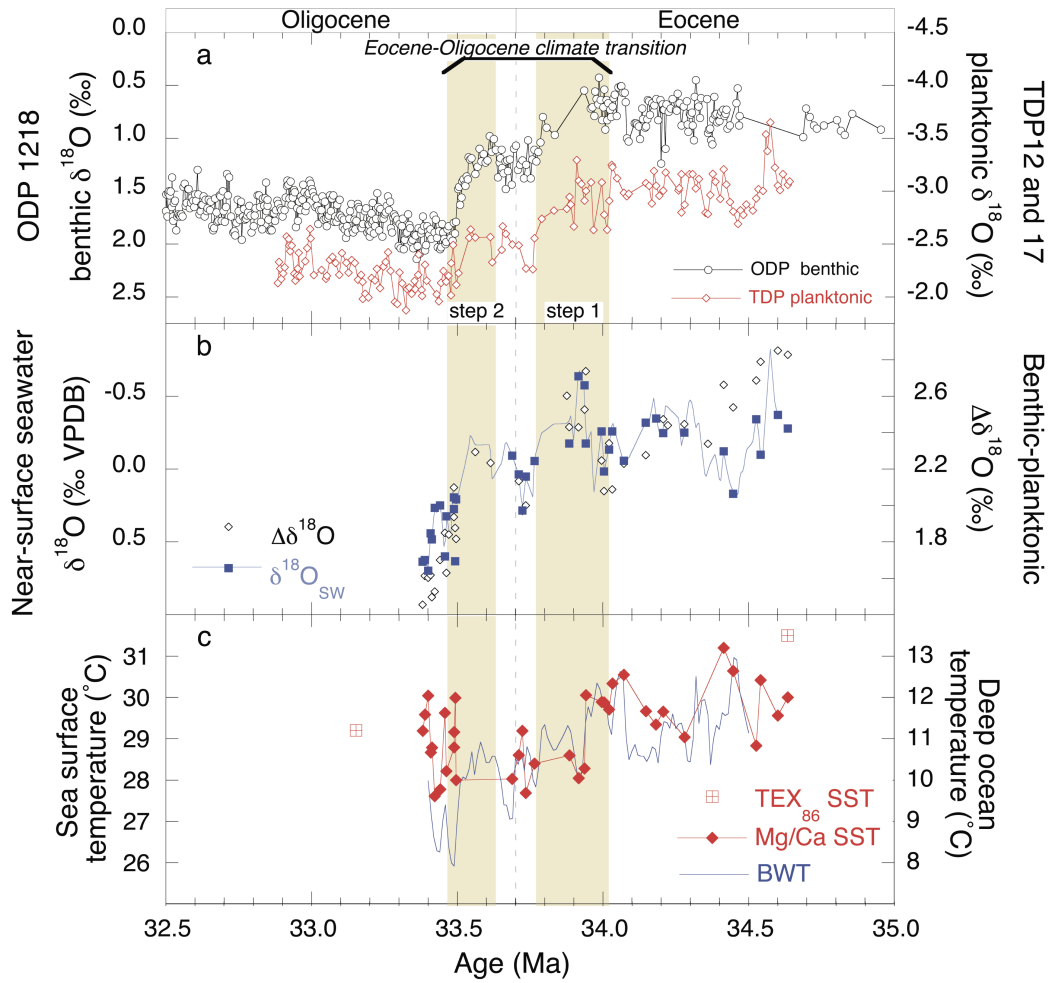 Oligocene
Eocene
0.0
-4.5
a
Eocene-Oligocene climate transition
0.5
-4.0
1.0
-3.5
1.5
-3.0
2.0
-2.5
2.5
-2.0
ODP 1218
benthic δ18O (‰)
TDP12 and 17
planktonic δ18O (‰)
ODP benthic
TDP planktonic
step 2
step 1
b
-0.5
2.6
0.0
2.2
0.5
1.8
Near-surface seawater
δ18O (‰ VPDB)
Benthic-planktonic
Δδ18O (‰)
Δδ18O
δ18OSW
c
31
13
30
12
29
11
28
10
27
9
26
8
Sea surface
temperature (˚C)
Deep ocean
temperature (˚C)
TEX86 SST
Mg/Ca SST
BWT
32.5
33.0
33.5
34.0
34.5
35.0
Age (Ma)